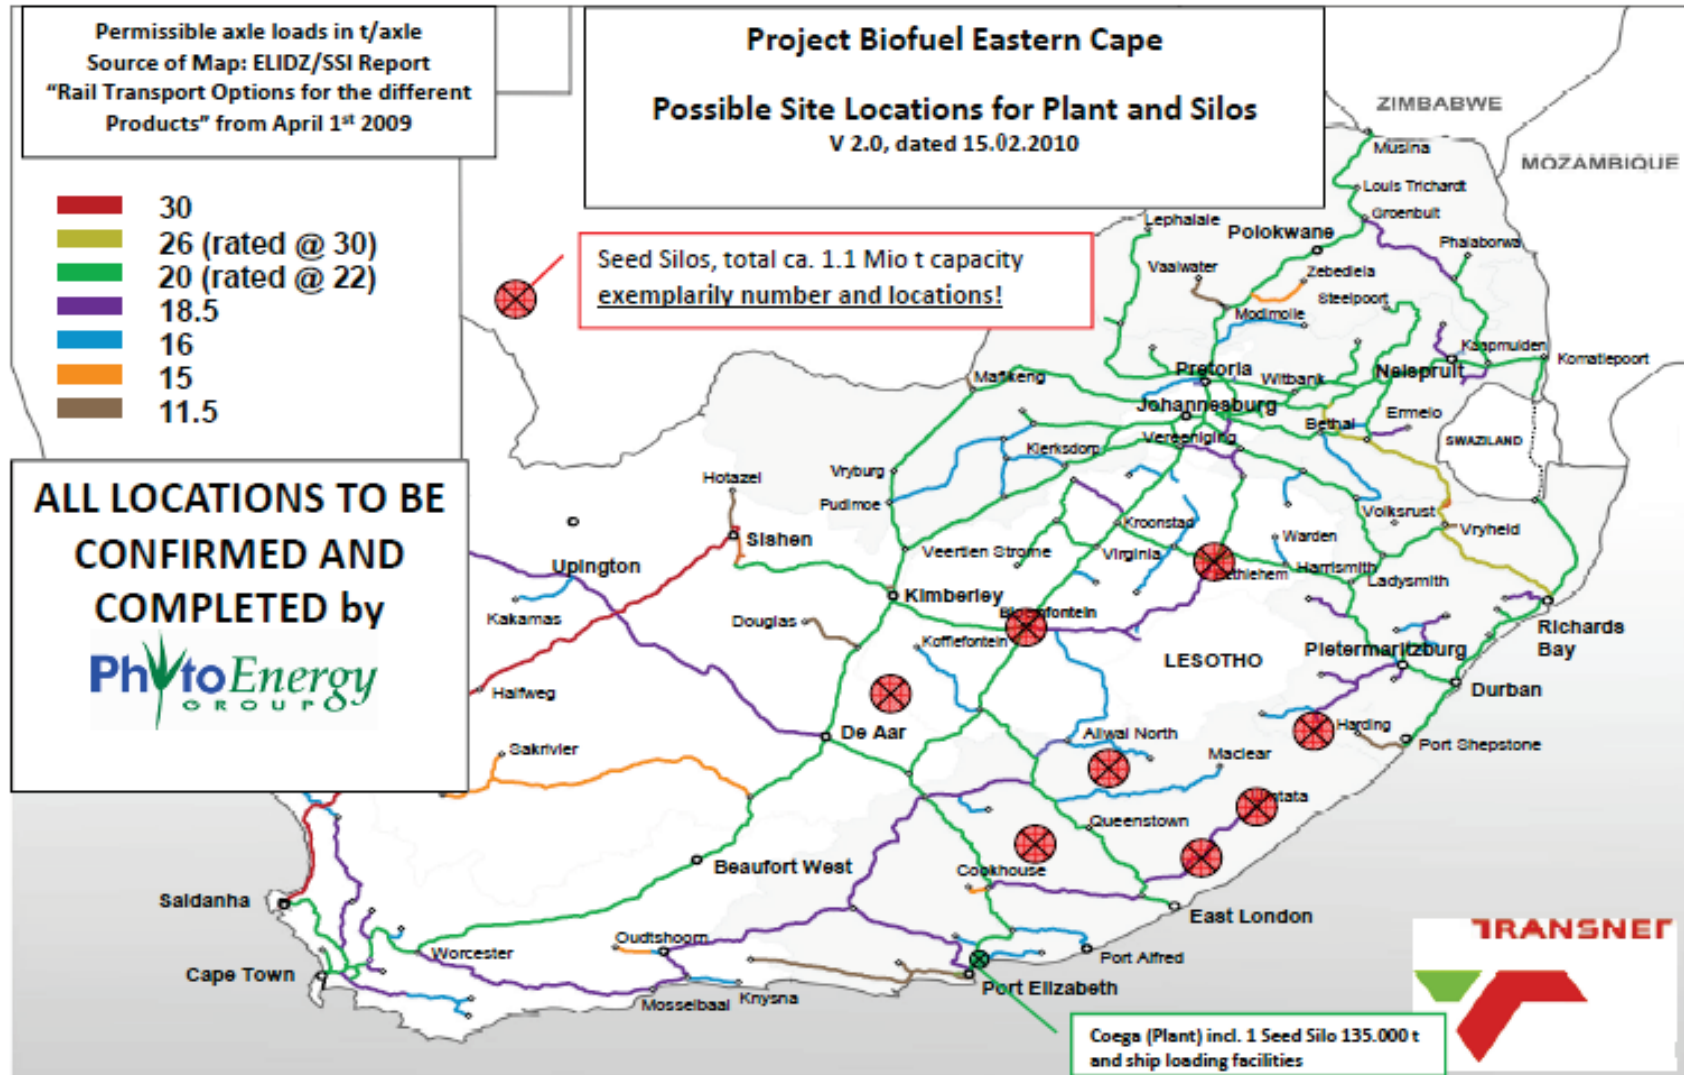 Permissible axle loads in t/axle
Source of Map: ELIDZ/SSI Report
“Rail Transport Options for the different
Products” from April 1st 2009
Project Biofuel Eastern Cape
Possible Site Locations for Plant and Silos
V 2.0, dated 15.02.2010
30
26 (rated @ 30)
20 (rated @ 22)
18.5
16
15
11.5
Seed Silos, total ca. 1.1 Mio t capacity
exemplarily number and locations!
ALL LOCATIONS TO BE
CONFIRMED AND
COMPLETED by
PhytoEnergy
GROUP
ZIMBABWE
MOZAMBIQUE
Musina
Louis Trichardt
Groenbult
Lephalale
Polokwane
Phalaborwa
Vaalwater
Zebediela
Steelpoort
Modimolle
Kaapmuiden
Komatiepoort
Mafikeng
Pretoria
Witbank
Nelspruit
Johannesburg
Ermelo
Bethal
SWAZILAND
Vereeniging
Klerksdorp
Vryburg
Hotazel
Pudimoe
Volksrust
Kroonstad
Vryheid
Sishen
Warden
Veertien Strome
Virginia
Harrismith
Ladysmith
Upington
Kimberley
Kakamas
Douglas
Koffiefontein
LESOTHO
Pietermaritzburg
Richards
Bay
Halfweg
Durban
De Aar
Harding
Aliwal North
Maclear
Port Shepstone
Sakrivier
Queenstown
Beaufort West
Cookhouse
Saldanha
East London
Oudtshoorn
Worcester
Port Alfred
Cape Town
Port Elizabeth
Mosselbaai
Knysna
TRANSNET
Coega (Plant) incl. 1 Seed Silo 135.000 t
and ship loading facilities